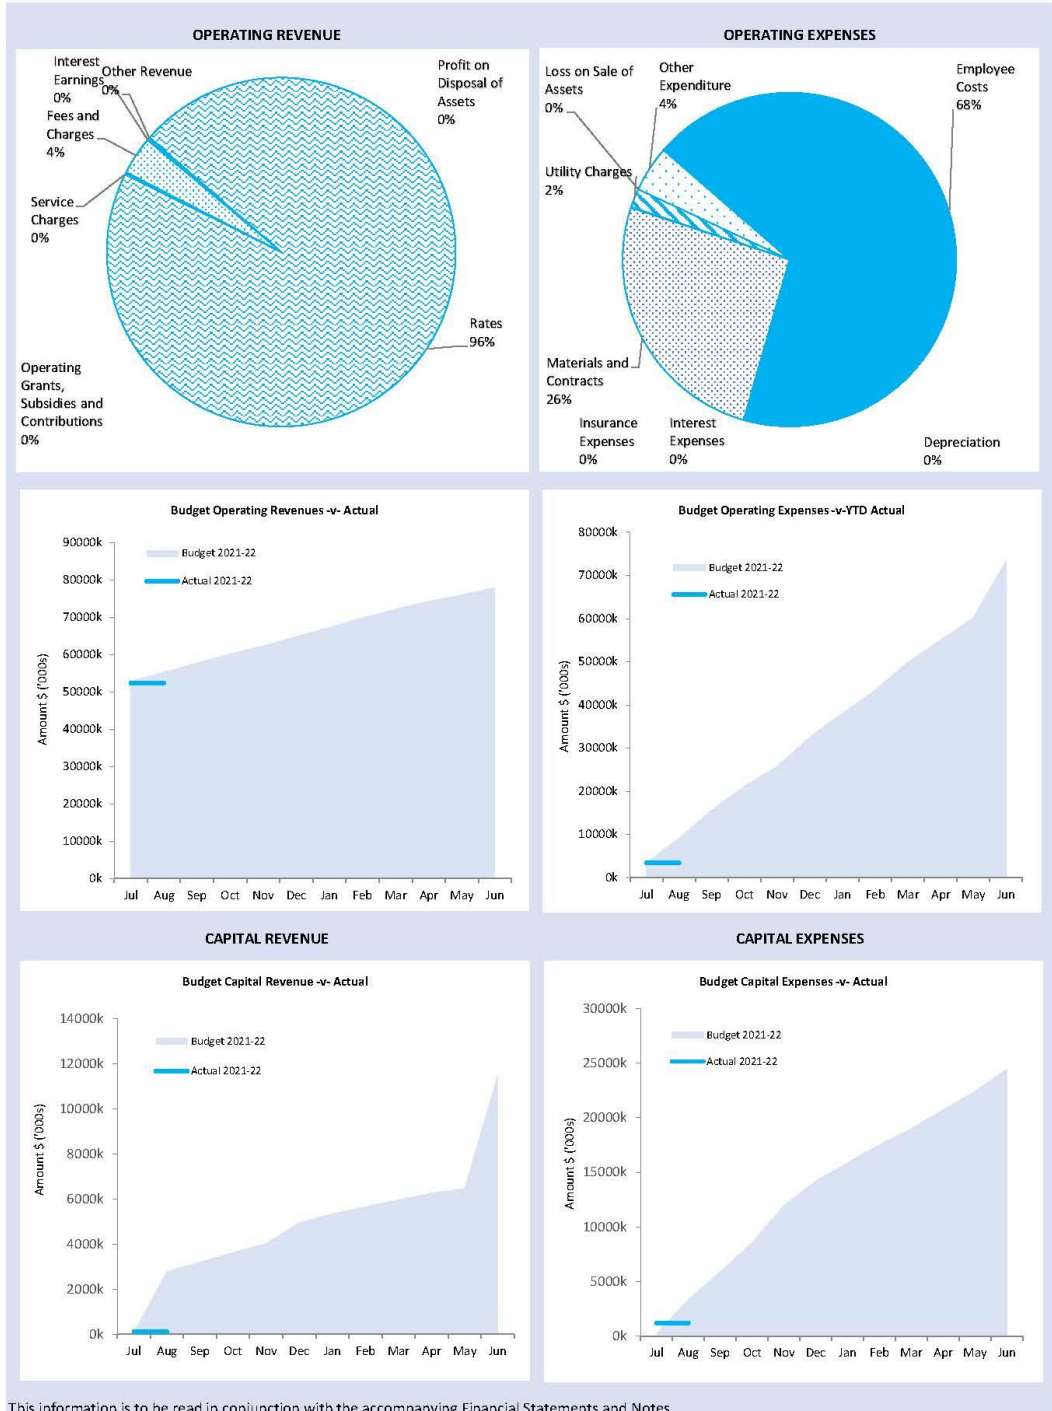 OPERATING REVENUE
Interest
Earnings
0%
Other Revenue
0%
Fees and
Charges
4%
Service
Charges
0%
Operating
Grants,
Subsidies and
Contributions
0%
Profit on
Disposal of
Assets
0%
Rates
96%
OPERATING EXPENSES
Loss on Sale of
Assets
0%
Other
Expenditure
4%
Employee
Costs
68%
Utility Charges
2%
Materials and
Contracts
26%
Insurance
Expenses
0%
Interest
Expenses
0%
Depreciation
0%
Budget Operating Revenues -v- Actual
Budget 2021-22
Actual 2021-22
Amount $ ('000s)
90000k
80000k
70000k
60000k
50000k
40000k
30000k
20000k
10000k
0k
Jul Aug Sep Oct Nov Dec Jan Feb Mar Apr May Jun
Budget Operating Expenses -v-YTD Actual
Budget 2021-22
Actual 2021-22
Amount $ ('000s)
80000k
70000k
60000k
50000k
40000k
30000k
20000k
10000k
0k
Jul Aug Sep Oct Nov Dec Jan Feb Mar Apr May Jun
CAPITAL REVENUE
Budget Capital Revenue -v- Actual
Budget 2021-22
Actual 2021-22
Amount $ ('000s)
14000k
12000k
10000k
8000k
6000k
4000k
2000k
0k
Jul Aug Sep Oct Nov Dec Jan Feb Mar Apr May Jun
CAPITAL EXPENSES
Budget Capital Expenses -v- Actual
Budget 2021-22
Actual 2021-22
Amount $ ('000s)
30000k
25000k
20000k
15000k
10000k
5000k
0k
Jul Aug Sep Oct Nov Dec Jan Feb Mar Apr May Jun
This information is to be read in conjunction with the accompanying Financial Statements and Notes.